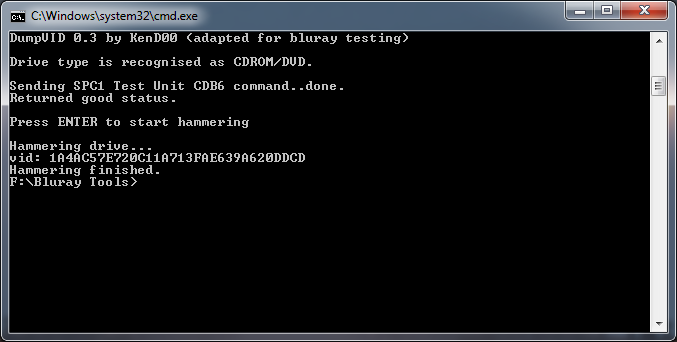 C:\Windows\system32\cmd.exe
DumpVID 0.3 by KenD00 (adapted for bluray testing)
Drive type is recognised as CDROM/DVD.
Sending SPC1 Test Unit CDB6 command..done.
Returned good status.
Press ENTER to start hammering
Hammering drive...
vid: 1A4AC57E720C11A713FAE639A620DDCD
Hammering finished.
F:\Bluray Tools>